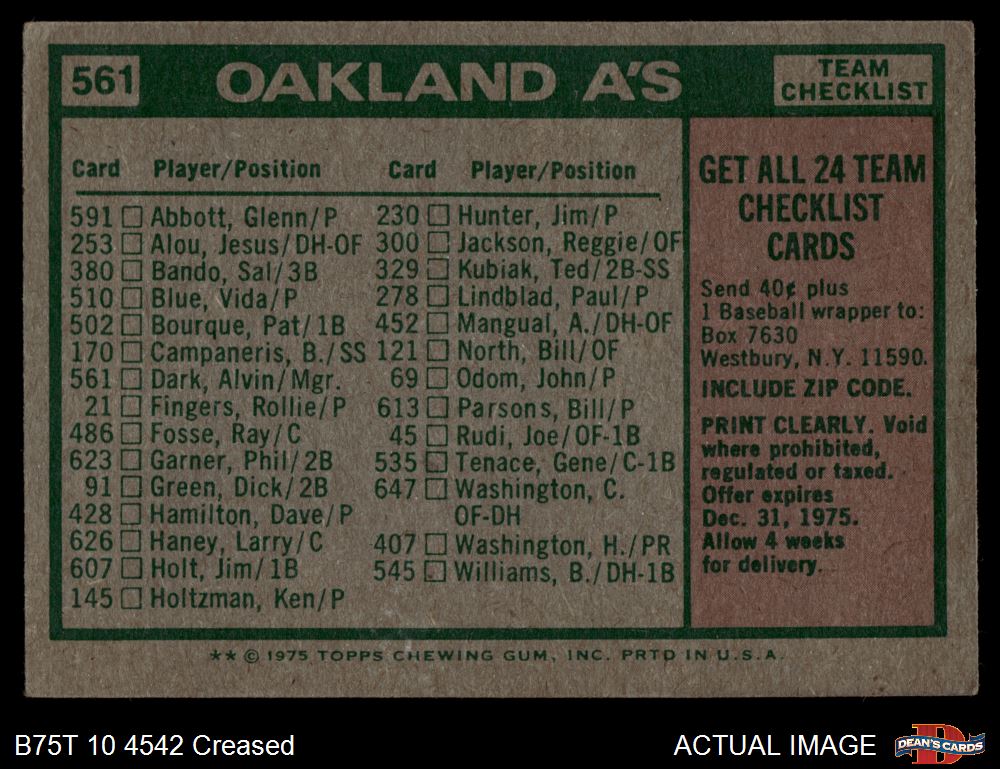 561 OAKLAND A'S TEAM
CHECKLIST
Card Player/Position
591 Abbott, Glenn/P
253 Alou, Jesus/DH-OF
380 Bando, Sal/3B
510 Blue, Vida/P
502 Bourque, Pat/1B
170 Campaneris, B./SS
561 Dark, Alvin/Mgr.
21 Fingers, Rollie/P
486 Fosse, Ray/C
623 Garner, Phil/2B
91 Green, Dick/2B
428 Hamilton, Dave/P
626 Haney, Larry/C
607 Holt, Jim/1B
145 Holtzman, Ken/P
Card Player/Position
230 Hunter, Jim/P
300 Jackson, Reggie/OF
329 Kubiak, Ted/2B-SS
278 Lindblad, Paul/P
452 Mangual, A./DH-OF
121 North, Bill/OF
69 Odom, John/P
613 Parsons, Bill/P
45 Rudi, Joe/OF-1B
535 Tenace, Gene/C-1B
647 Washington, C.
OF-DH
407 Washington, H./PR
545 Williams, B./DH-1B
GET ALL 24 TEAM
CHECKLIST
CARDS
Send 40¢ plus
1 Baseball wrapper to:
Box 7630
Westbury, N.Y. 11590.
INCLUDE ZIP CODE.
PRINT CLEARLY. Void
where prohibited,
regulated or taxed.
Offer expires
Dec. 31, 1975.
Allow 4 weeks
for delivery.
** © 1975 TOPPS CHEWING GUM, INC. PRTD IN U.S.A.
B75T 10 4542 Creased
ACTUAL IMAGE
DEAN'S CARDS